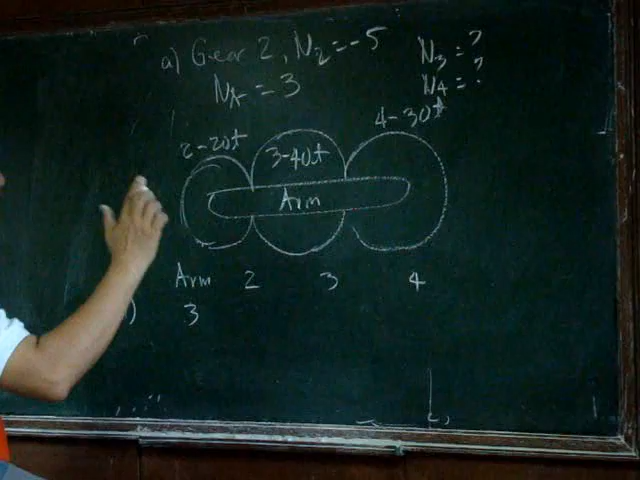 a) Gear 2, N2 = -5
NA = 3
N3 = ?
N4 = ?
2-20t
3-40t
4-30t
Arm
Arm 2 3 4
) 3